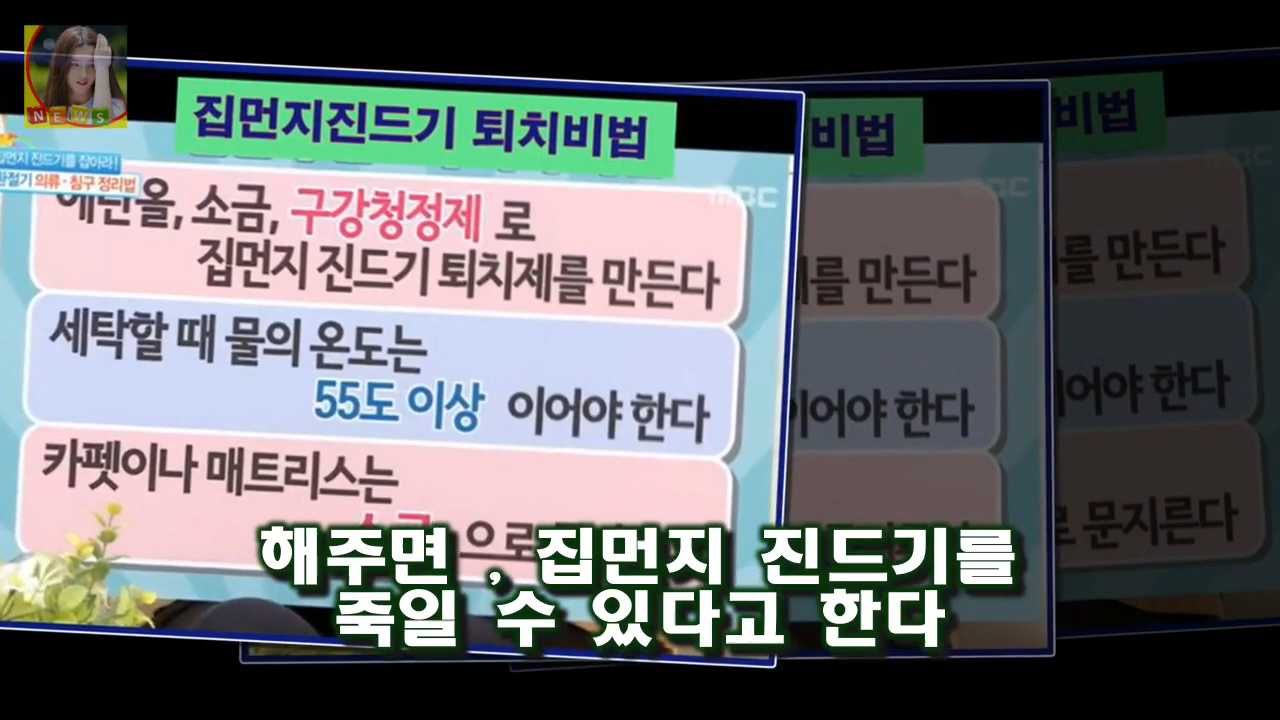 NEWS
집먼지진드기 퇴치비법
비법
비법
집먼지 진드기를 잡아라!
환절기 의류·침구 정리법
MBC
에탄올, 소금, 구강청정제 로
집먼지 진드기 퇴치제를 만든다
를 만든다
를 만든다
세탁할 때 물의 온도는
55도 이상 이어야 한다
이어야 한다
이어야 한다
카펫이나 매트리스는
으로
로 문지른다
해주면 , 집먼지 진드기를
죽일 수 있다고 한다